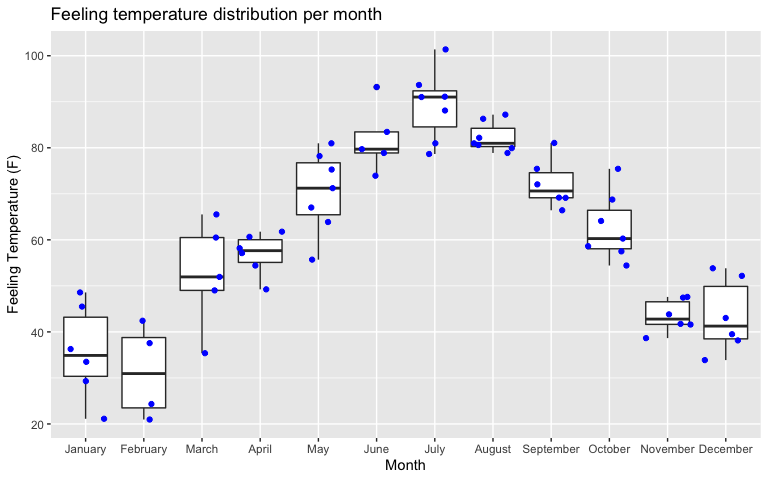 Feeling temperature distribution per month
Feeling Temperature (F)
100
80
60
40
20
January February March April May June July August September October November December
Month